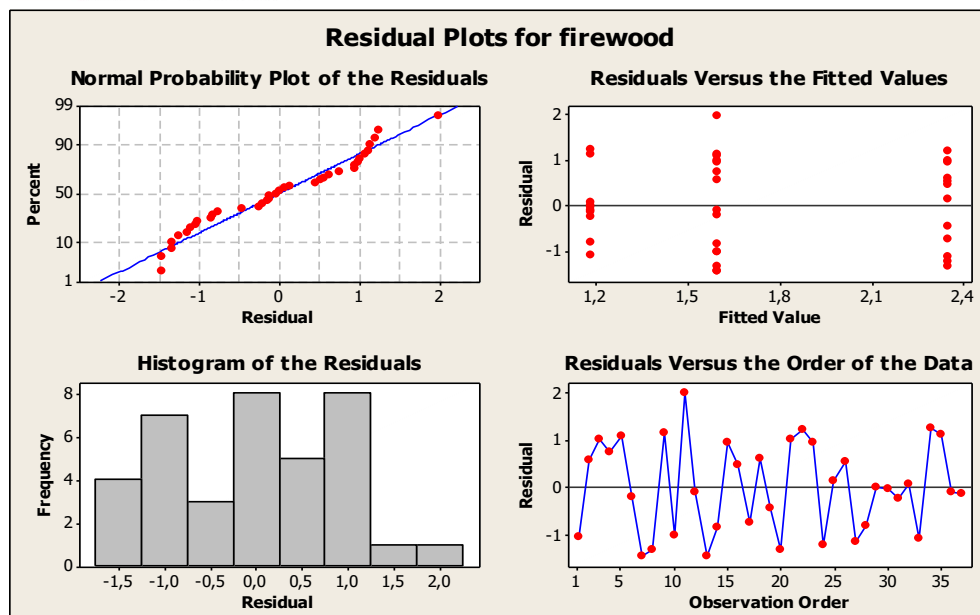 Residual Plots for firewood
Normal Probability Plot of the Residuals
99
90
50
10
1
Percent
-2 -1 0 1 2
Residual
Residuals Versus the Fitted Values
2
1
0
-1
Residual
1,2 1,5 1,8 2,1 2,4
Fitted Value
Histogram of the Residuals
8
6
4
2
0
Frequency
-1,5 -1,0 -0,5 0,0 0,5 1,0 1,5 2,0
Residual
Residuals Versus the Order of the Data
2
1
0
-1
Residual
1 5 10 15 20 25 30 35
Observation Order